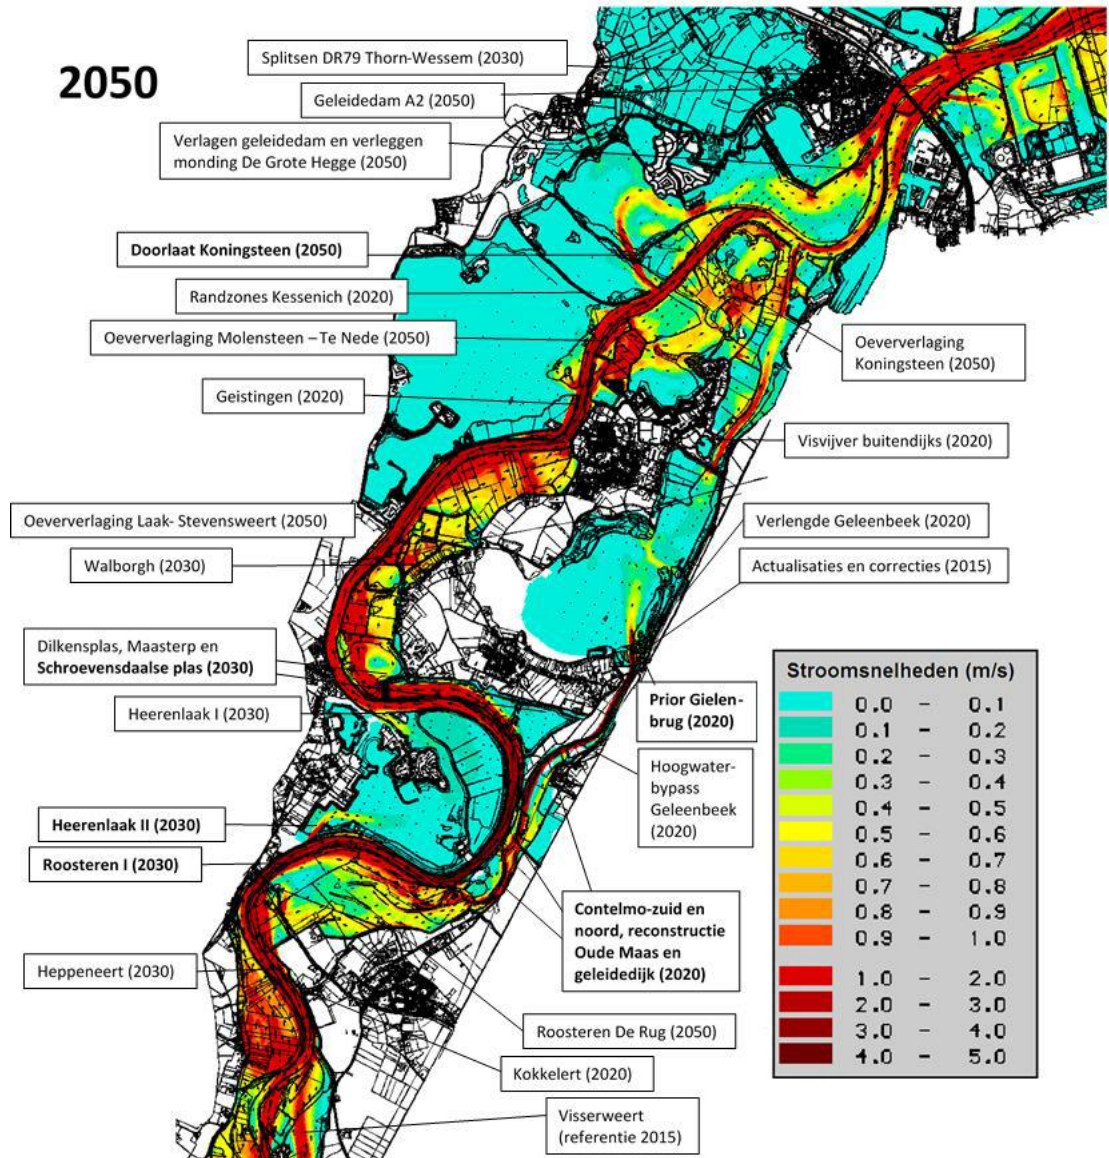 2050
Splitsen DR79 Thorn-Wessem (2030)
Geleidedam A2 (2050)
Verlagen geleidedam en verleggen
monding De Grote Hegge (2050)
Doorlaat Koningsteen (2050)
Randzones Kessenich (2020)
Oeververlaging Molensteen – Te Nede (2050)
Geistingen (2020)
Oeververlaging
Koningsteen (2050)
Visvijver buitendijks (2020)
Oeververlaging Laak- Stevensweert (2050)
Walborgh (2030)
Verlengde Geleenbeek (2020)
Actualisaties en correcties (2015)
Dilkensplas, Maasterp en
Schroevensdaalse plas (2030)
Heerenlaak I (2030)
Prior Gielen-
brug (2020)
Hoogwater-
bypass
Geleenbeek
(2020)
Heerenlaak II (2030)
Roosteren I (2030)
Contelmo-zuid en
noord, reconstructie
Oude Maas en
geleidedijk (2020)
Heppeneert (2030)
Roosteren De Rug (2050)
Kokkelert (2020)
Visserweert
(referentie 2015)
Stroomsnelheden (m/s)
0.0 - 0.1
0.1 - 0.2
0.2 - 0.3
0.3 - 0.4
0.4 - 0.5
0.5 - 0.6
0.6 - 0.7
0.7 - 0.8
0.8 - 0.9
0.9 - 1.0
1.0 - 2.0
2.0 - 3.0
3.0 - 4.0
4.0 - 5.0